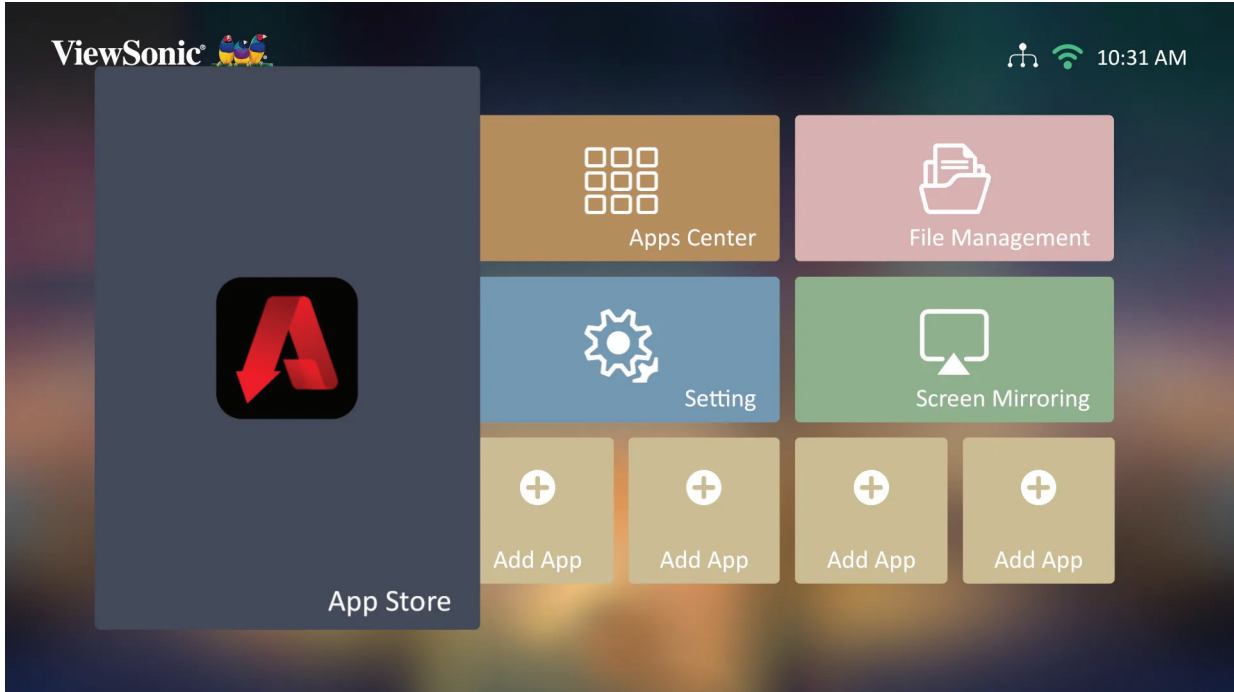 ViewSonic®
10:31 AM
Apps Center
File Management
Setting
Screen Mirroring
Add App
Add App
Add App
Add App
App Store